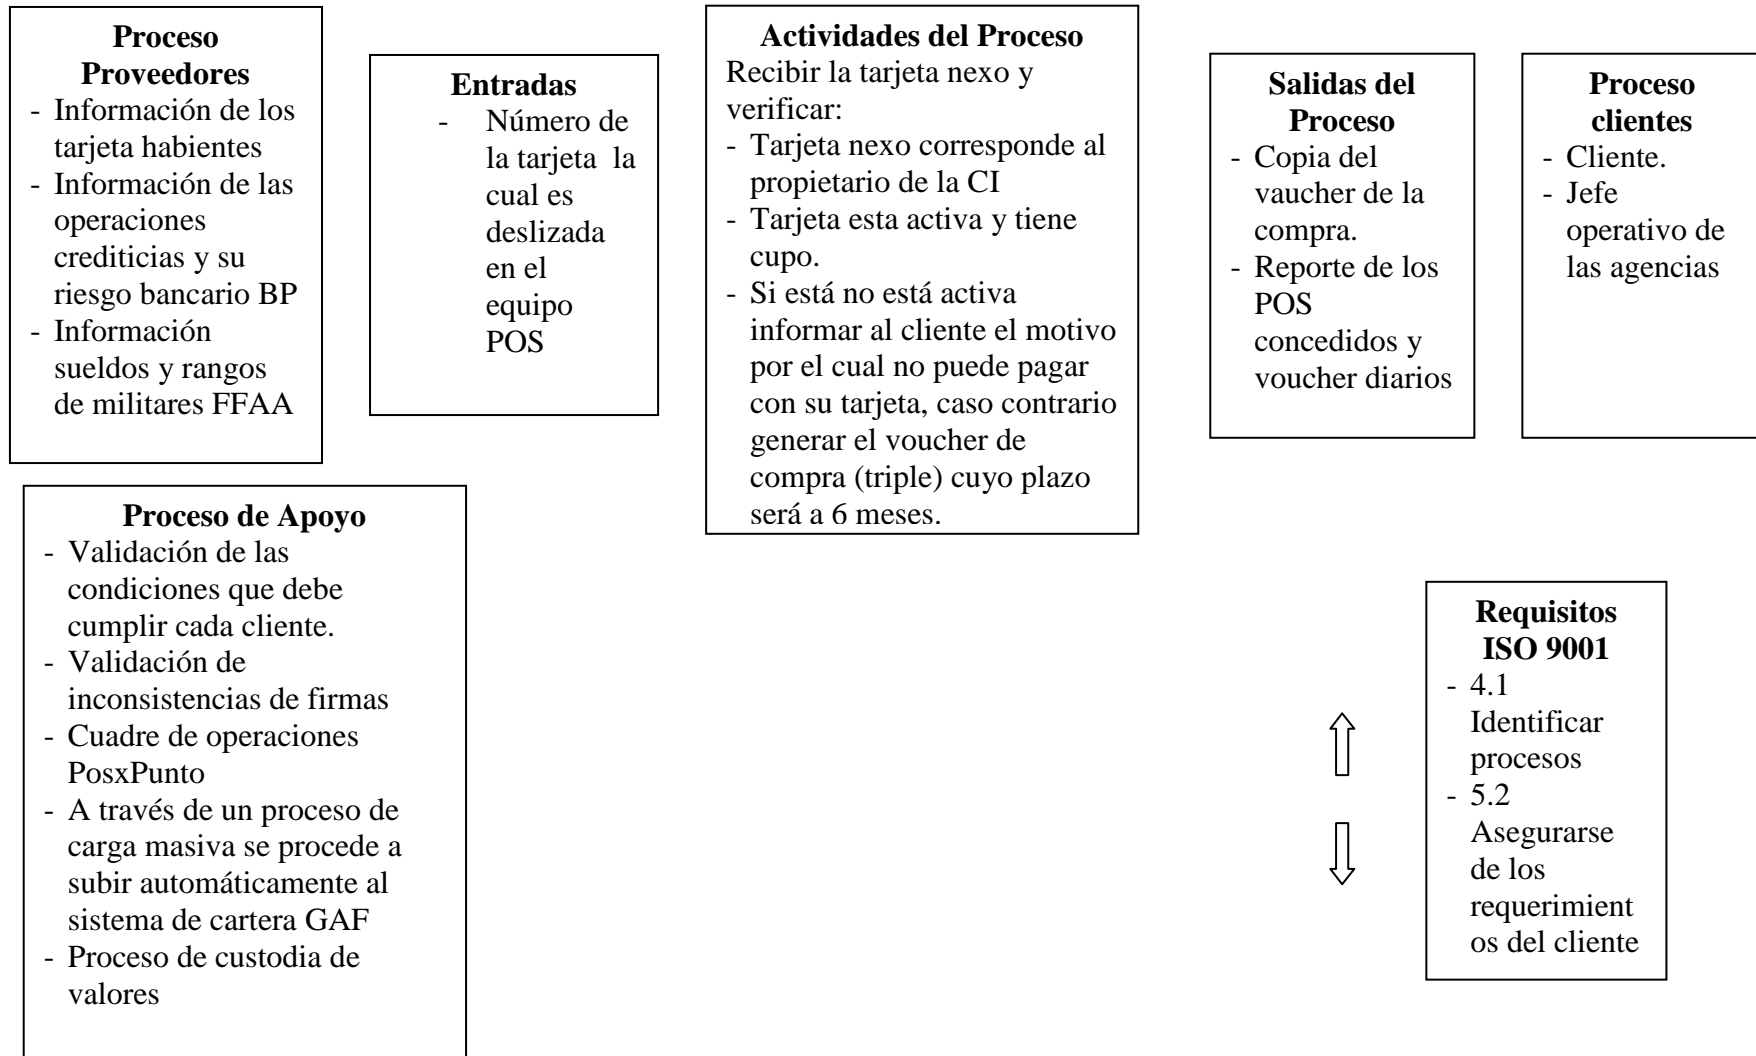 Proceso
Proveedores
- Información de los
tarjeta habientes
- Información de las
operaciones
crediticias y su
riesgo bancario BP
- Información
sueldos y rangos
de militares FFAA
Entradas
- Número de
la tarjeta la
cual es
deslizada
en el
equipo
POS
Actividades del Proceso
Recibir la tarjeta nexo y
verificar:
- Tarjeta nexo corresponde al
propietario de la CI
- Tarjeta esta activa y tiene
cupo.
- Si está no está activa
informar al cliente el motivo
por el cual no puede pagar
con su tarjeta, caso contrario
generar el voucher de
compra (triple) cuyo plazo
será a 6 meses.
Salidas del
Proceso
- Copia del
vaucher de la
compra.
- Reporte de los
POS
concedidos y
voucher diarios
Proceso
clientes
- Cliente.
- Jefe
operativo de
las agencias
Proceso de Apoyo
- Validación de las
condiciones que debe
cumplir cada cliente.
- Validación de
inconsistencias de firmas
- Cuadre de operaciones
PosxPunto
- A través de un proceso de
carga masiva se procede a
subir automáticamente al
sistema de cartera GAF
- Proceso de custodia de
valores
Requisitos
ISO 9001
- 4.1
Identificar
procesos
- 5.2
Asegurarse
de los
requerimient
os del cliente